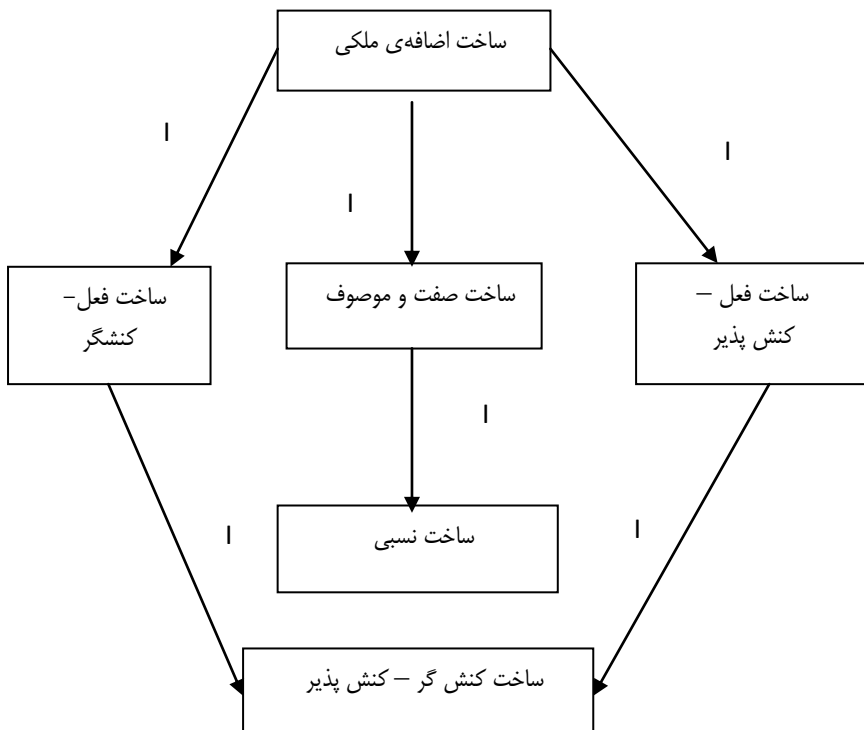 ساخت اضافه‌ی ملکی
ا
ا
ا
ساخت فعل –
کنش پذیر
ساخت صفت و موصوف
ساخت فعل-
کنشگر
ا
ساخت نسبی
ا
ا
ساخت کنش گر – کنش پذیر